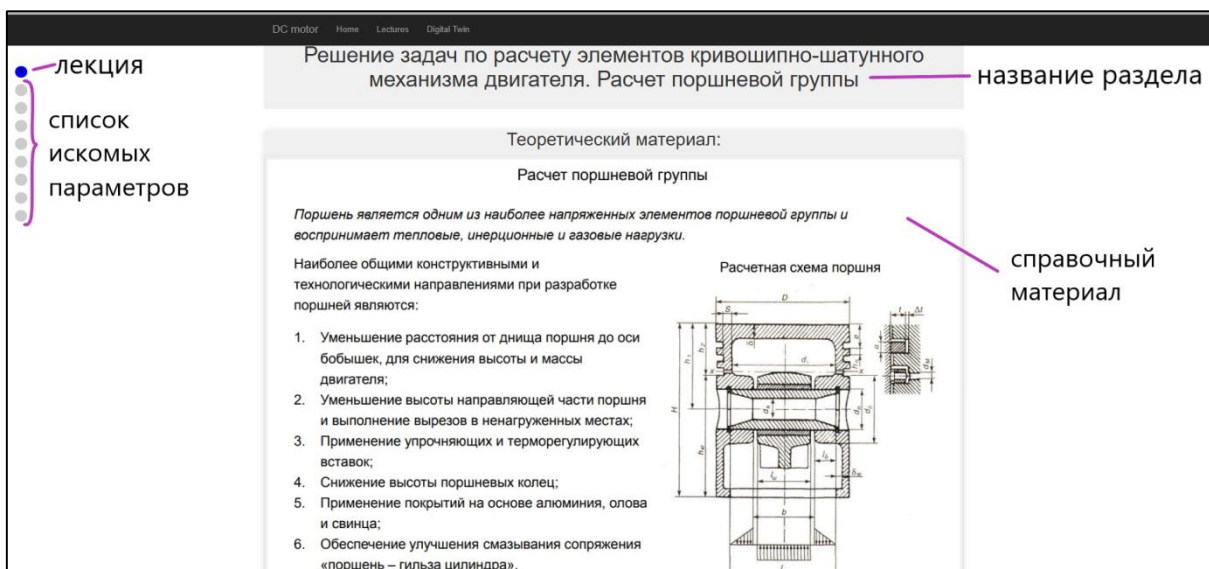 DC motor Home Lectures Digital Twin
Решение задач по расчету элементов кривошипно-шатунного
механизма двигателя. Расчет поршневой группы
лекция
название раздела
список
искомых
параметров
Теоретический материал:
Расчет поршневой группы
Поршень является одним из наиболее напряженных элементов поршневой группы и
воспринимает тепловые, инерционные и газовые нагрузки.
справочный
материал
Наиболее общими конструктивными и
технологическими направлениями при разработке
поршней являются:
1. Уменьшение расстояния от днища поршня до оси
бобышек, для снижения высоты и массы
двигателя;
2. Уменьшение высоты направляющей части поршня
и выполнение вырезов в ненагруженных местах;
3. Применение упрочняющих и терморегулирующих
вставок;
4. Снижение высоты поршневых колец;
5. Применение покрытий на основе алюминия, олова
и свинца;
6. Обеспечение улучшения смазывания сопряжения
«поршень – гильза цилиндра».
Расчетная схема поршня
D
S
t
Δt
e
δ
h₁
h₂
a
x
x
H
b